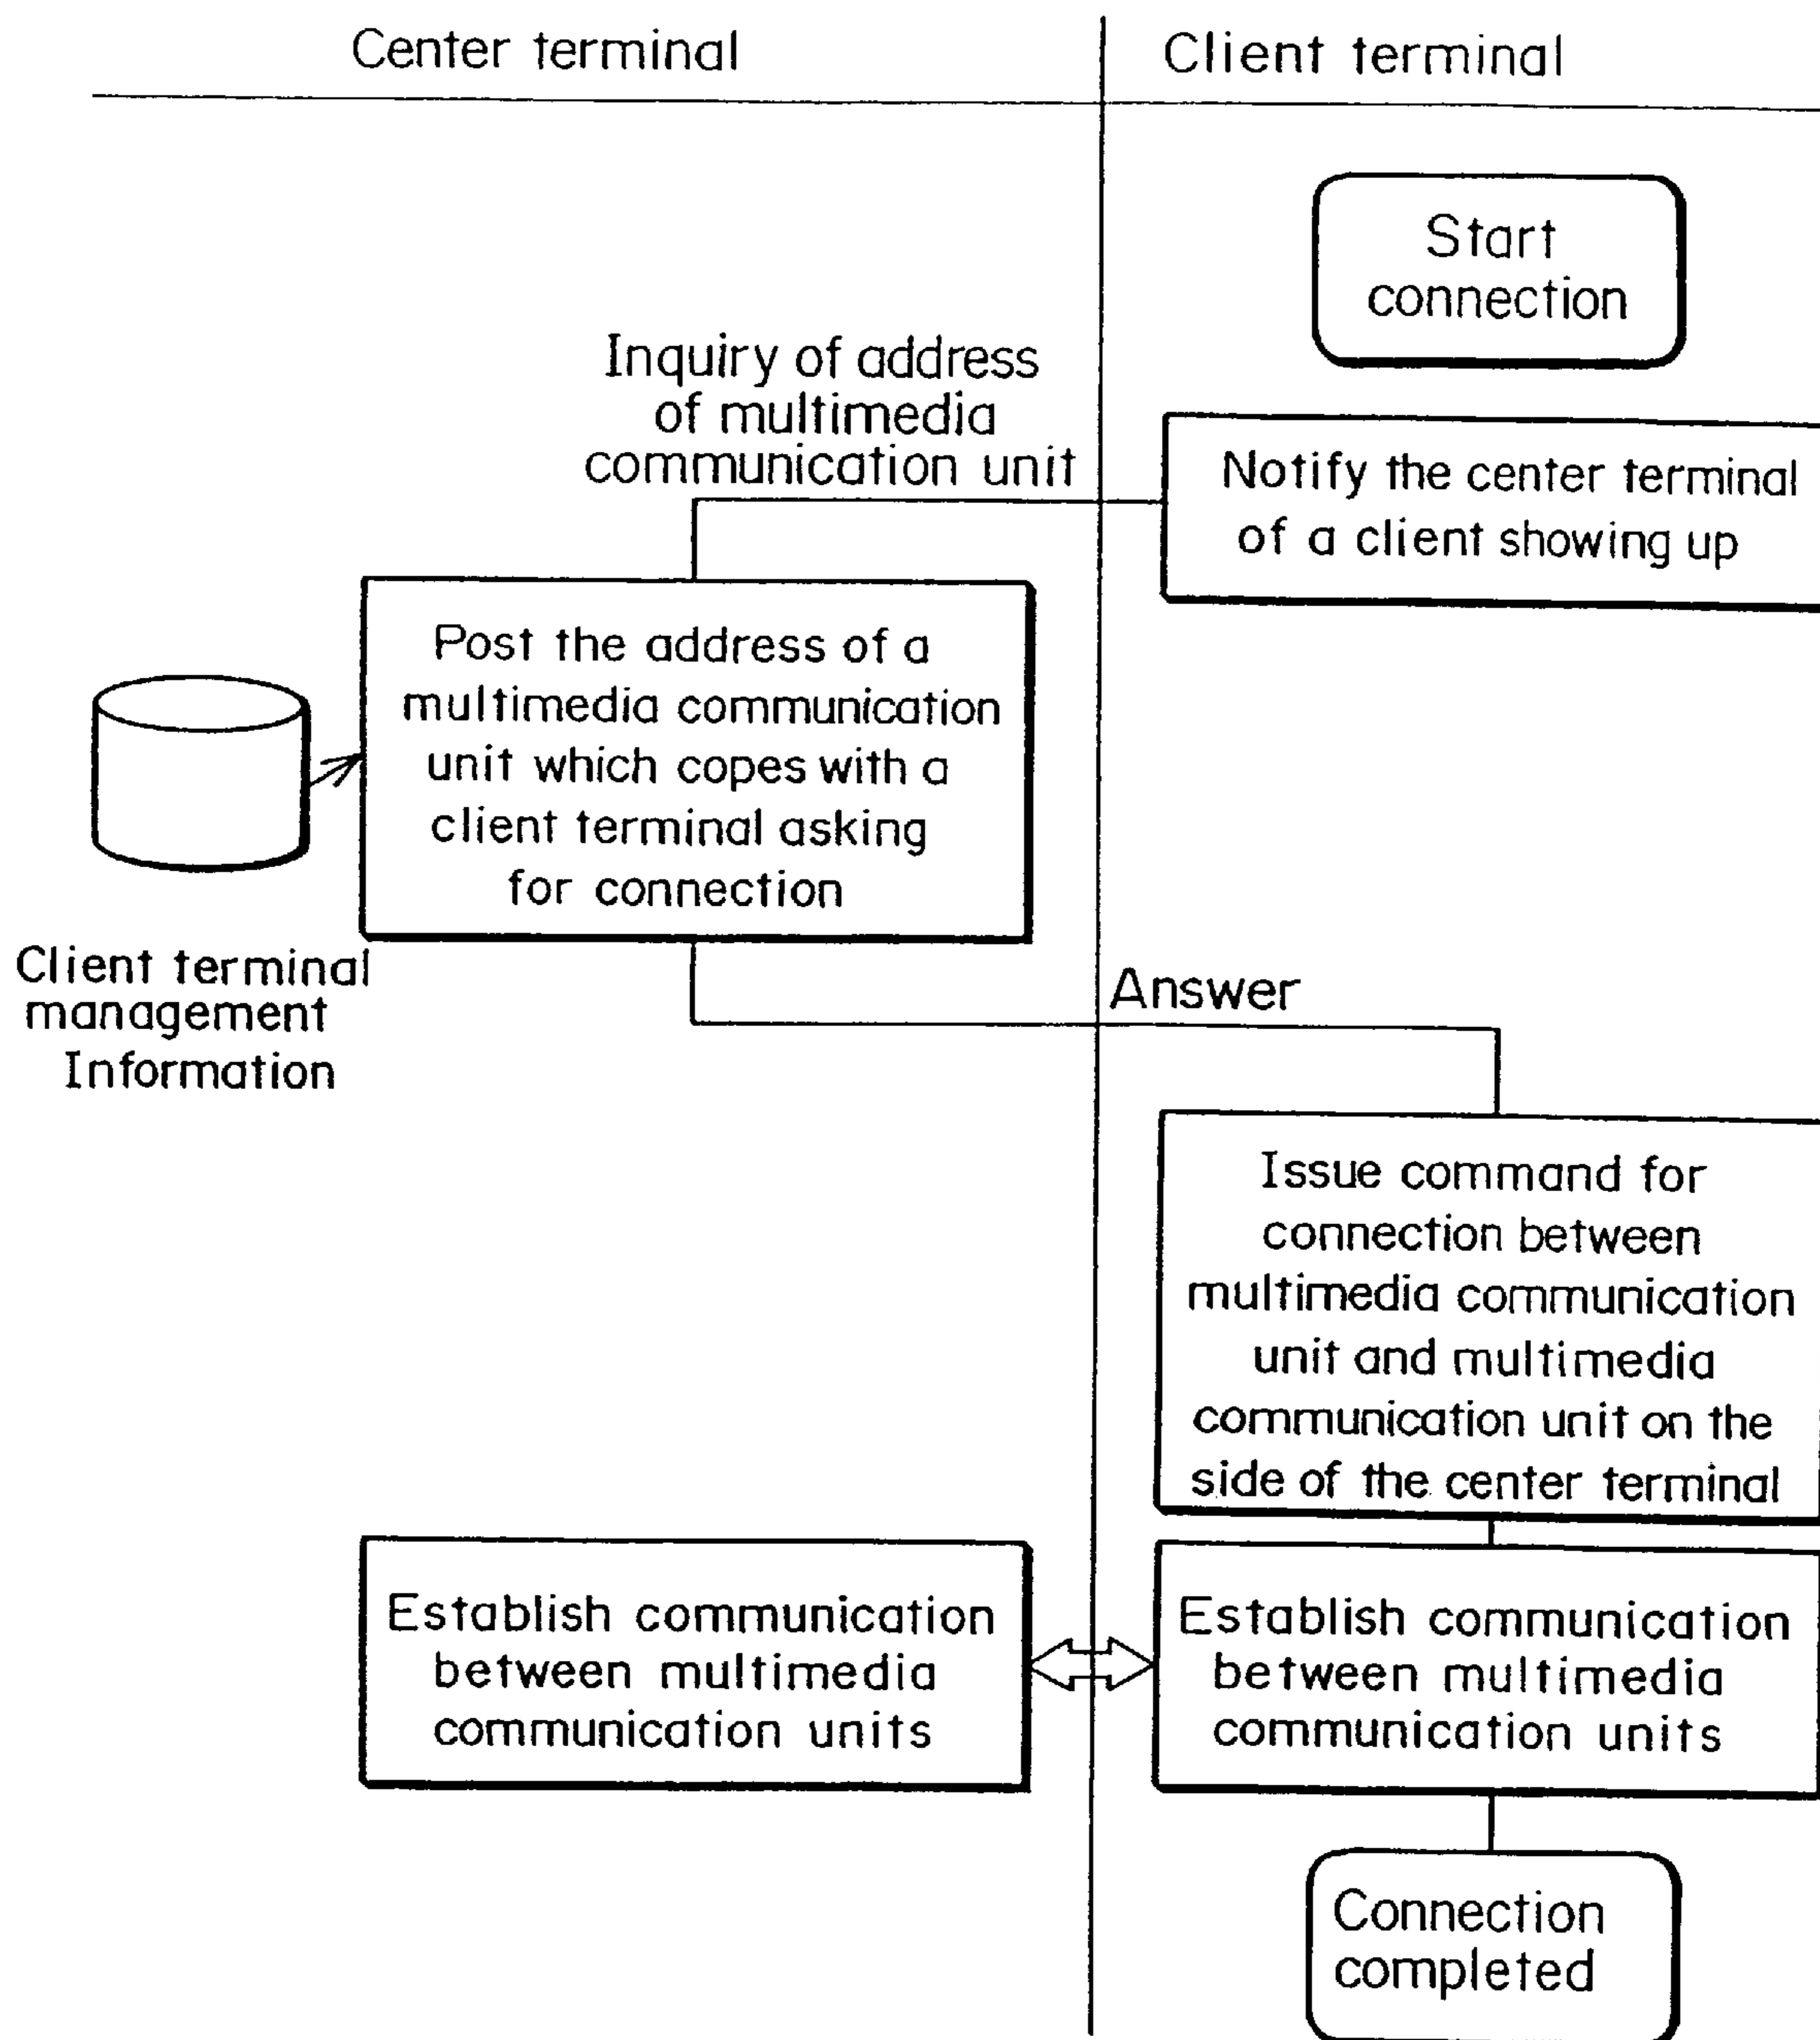 Center terminal
Client terminal
Start
connection
Inquiry of address
of multimedia
communication unit
Notify the center terminal
of a client showing up
Post the address of a
multimedia communication
unit which copes with a
client terminal asking
for connection
Client terminal
management
Information
Answer
Issue command for
connection between
multimedia communication
unit and multimedia
communication unit on the
side of the center terminal
Establish communication
between multimedia
communication units
Establish communication
between multimedia
communication units
Connection
completed